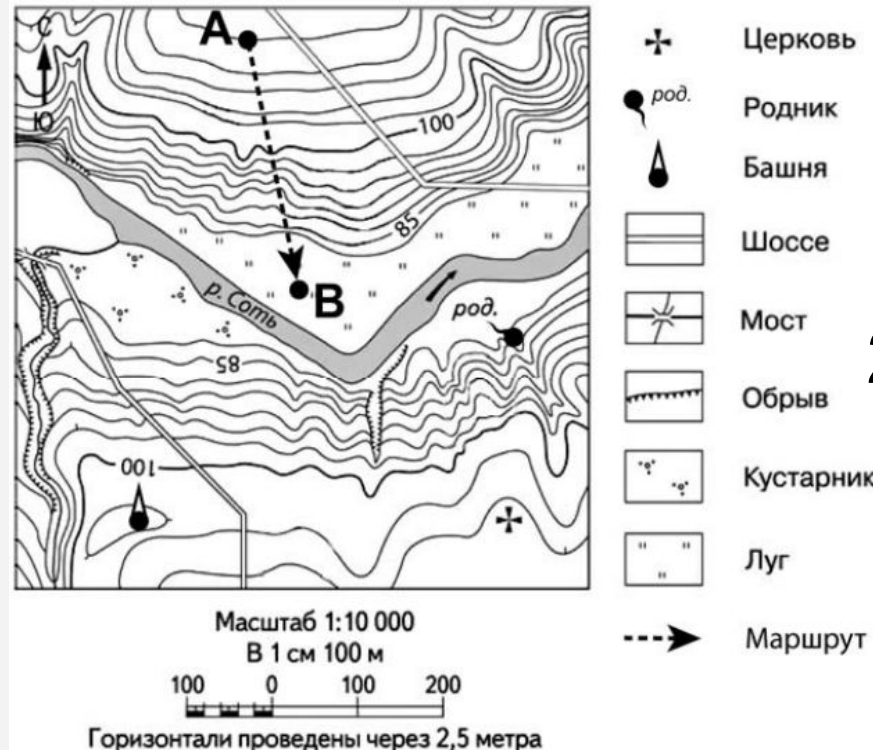 С
Ю
А
100
85
В
р. Соть
род.
85
100
Церковь
род.
Родник
Башня
Шоссе
Мост
Обрыв
Кустарник
Луг
Маршрут
Масштаб 1:10 000
В 1 см 100 м
100 0 100 200
Горизонтали проведены через 2,5 метра